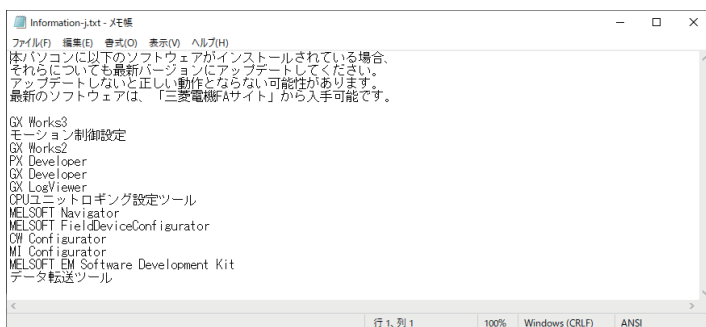 Information-j.txt - メモ帳
ファイル(F) 編集(E) 書式(O) 表示(V) ヘルプ(H)
本パソコンに以下のソフトウェアがインストールされている場合、
それらについても最新バージョンにアップデートしてください。
アップデートしないと正しい動作とならない可能性があります。
最新のソフトウェアは、「三菱電機FAサイト」から入手可能です。
GX Works3
モーション制御設定
GX Works2
PX Developer
GX Developer
GX LogViewer
CPUユニットロギング設定ツール
MELSOFT Navigator
MELSOFT FieldDeviceConfigurator
CW Configurator
MI Configurator
MELSOFT EM Software Development Kit
データ転送ツール
行 1、列 1 100% Windows (CRLF) ANSI